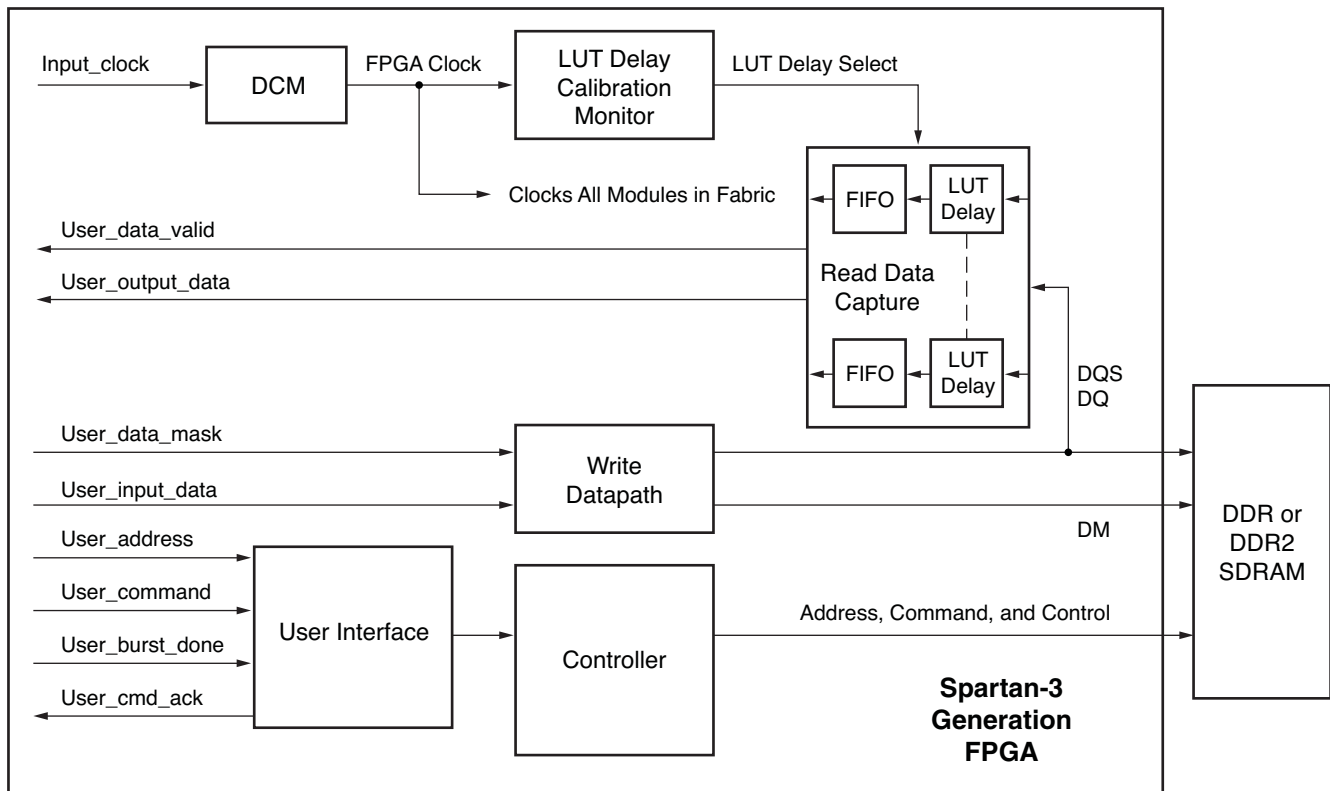 Input_clock
DCM
FPGA Clock
LUT Delay
Calibration
Monitor
LUT Delay Select
Clocks All Modules in Fabric
FIFO
LUT
Delay
User_data_valid
User_output_data
Read Data
Capture
FIFO
LUT
Delay
DQS
DQ
User_data_mask
User_input_data
Write
Datapath
DM
DDR or
DDR2
SDRAM
User_address
User_command
User_burst_done
User_cmd_ack
User Interface
Controller
Address, Command, and Control
Spartan-3
Generation
FPGA